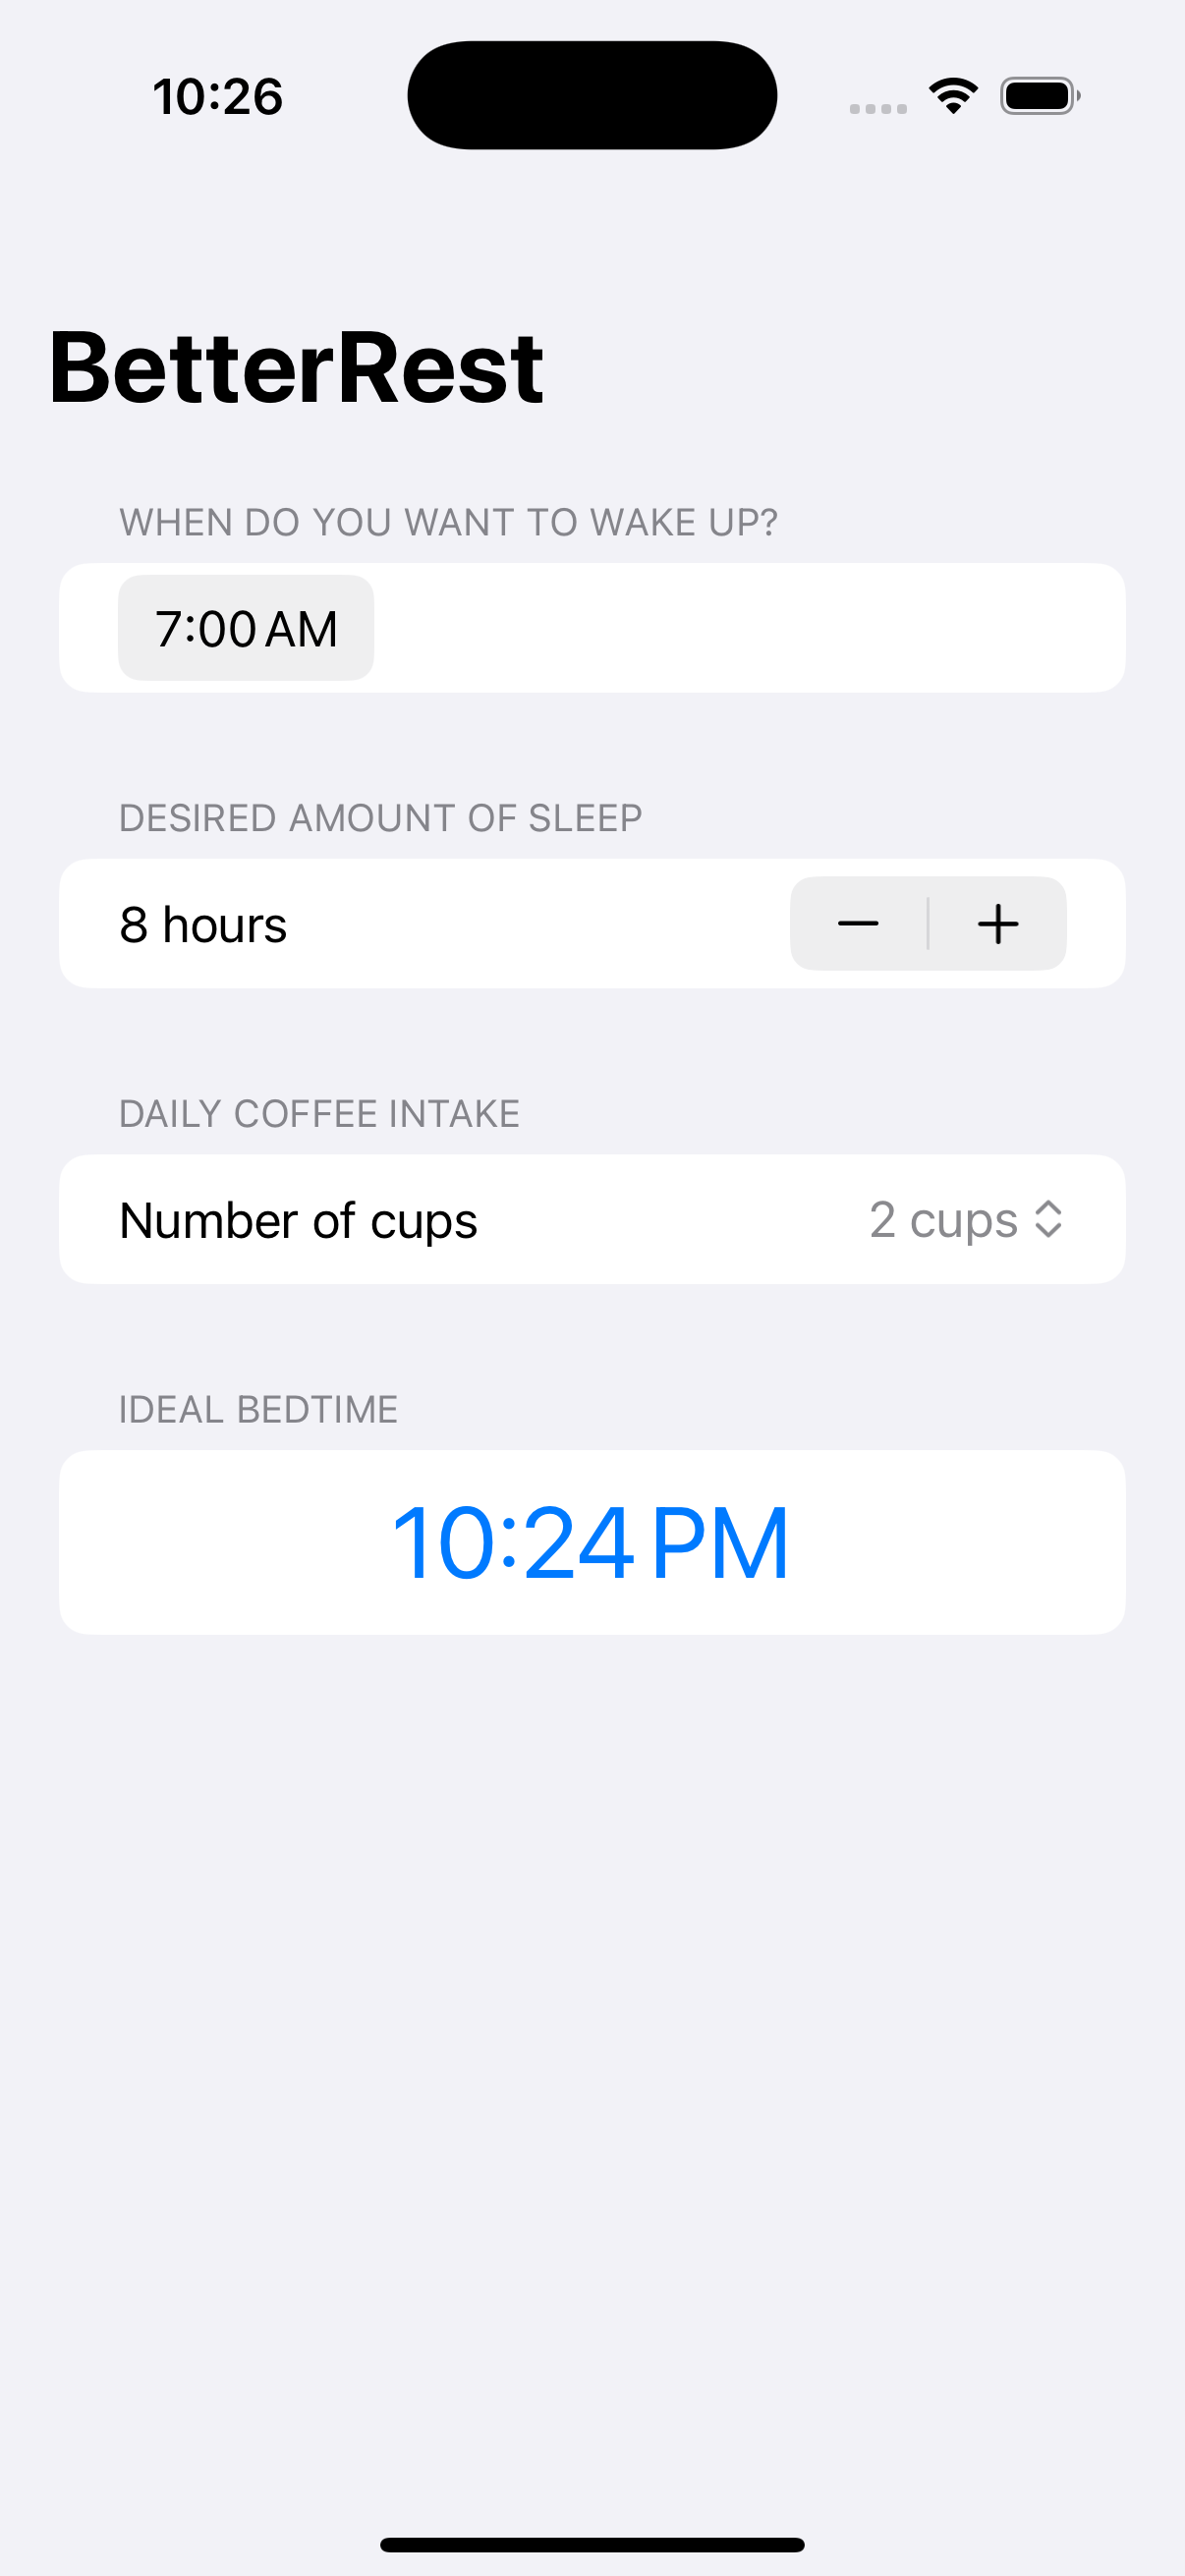 10:26
BetterRest
WHEN DO YOU WANT TO WAKE UP?
7:00 AM
DESIRED AMOUNT OF SLEEP
8 hours
DAILY COFFEE INTAKE
Number of cups 2 cups
IDEAL BEDTIME
10:24 PM